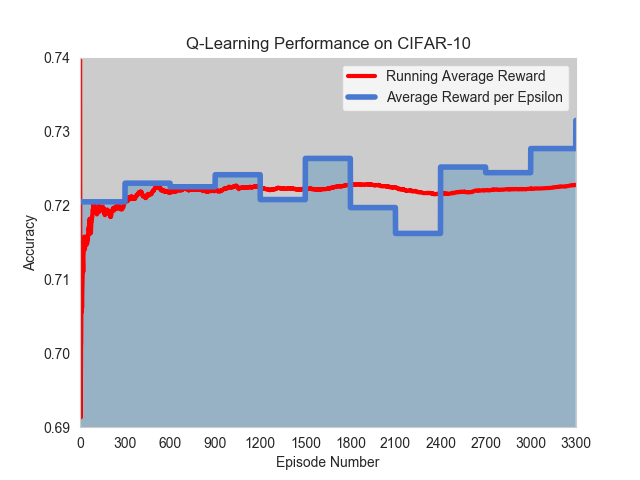 Q-Learning Performance on CIFAR-10
Running Average Reward
Average Reward per Epsilon
0.74
0.73
0.72
0.71
0.70
0.69
Accuracy
0 300 600 900 1200 1500 1800 2100 2400 2700 3000 3300
Episode Number